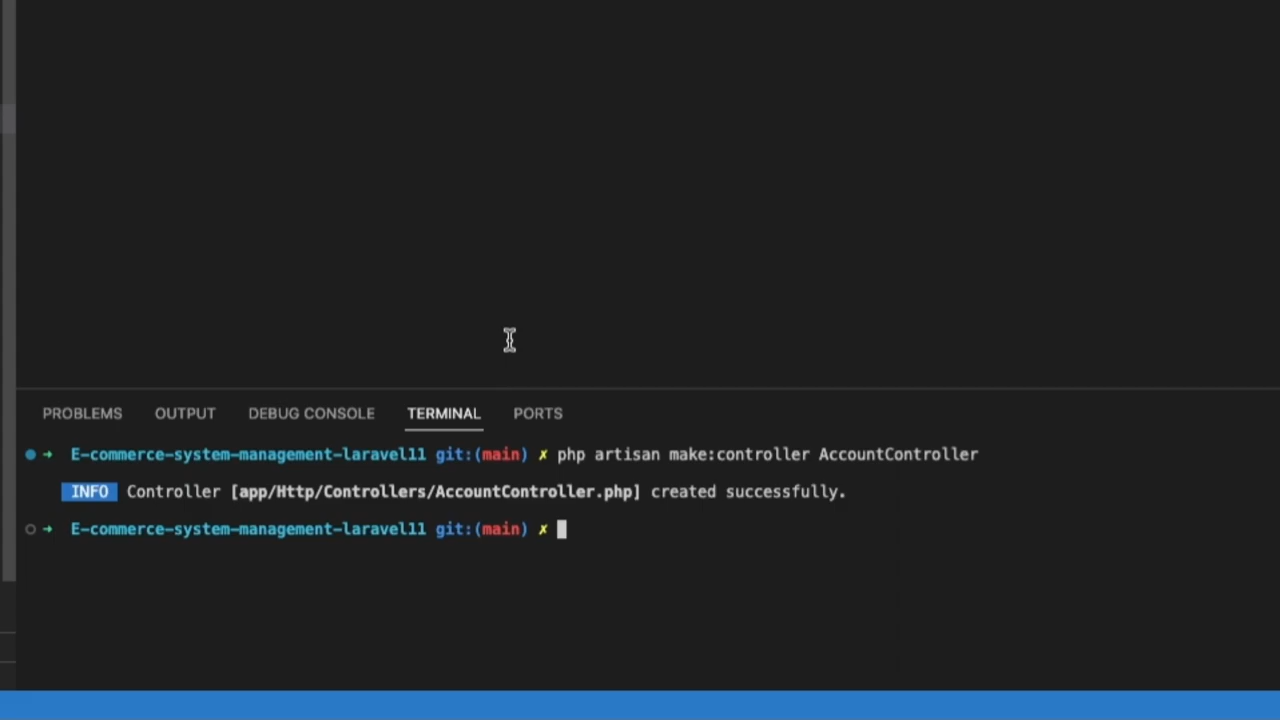 PROBLEMS OUTPUT DEBUG CONSOLE TERMINAL PORTS
➜ E-commerce-system-management-laravel11 git:(main) ✗ php artisan make:controller AccountController
INFO Controller [app/Http/Controllers/AccountController.php] created successfully.
➜ E-commerce-system-management-laravel11 git:(main) ✗